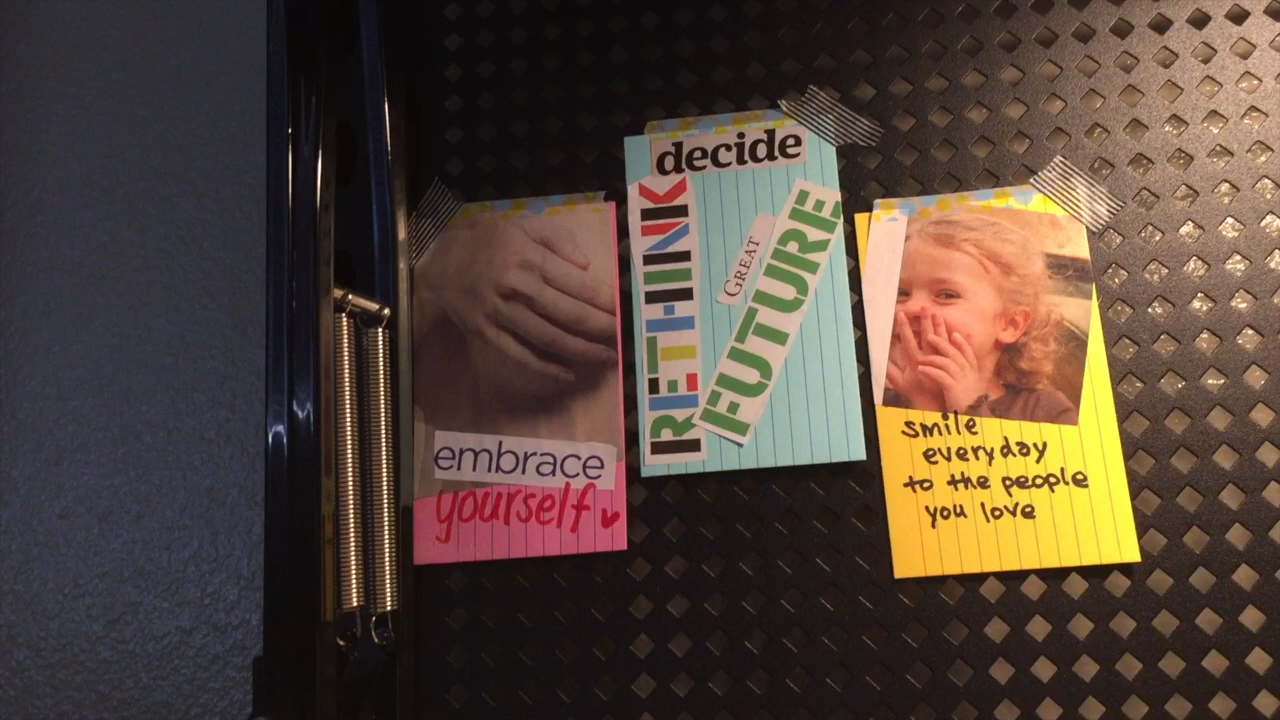 embrace
yourself
decide
RETHINK
GREAT
FUTURE
smile
everyday
to the people
you love